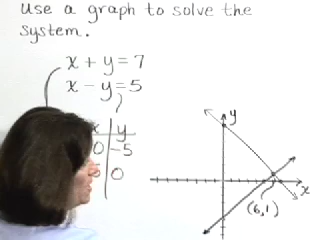 Use a graph to solve the
system.
x + y = 7
x - y = 5
x y
0 -5
0
y
x
(6,1)